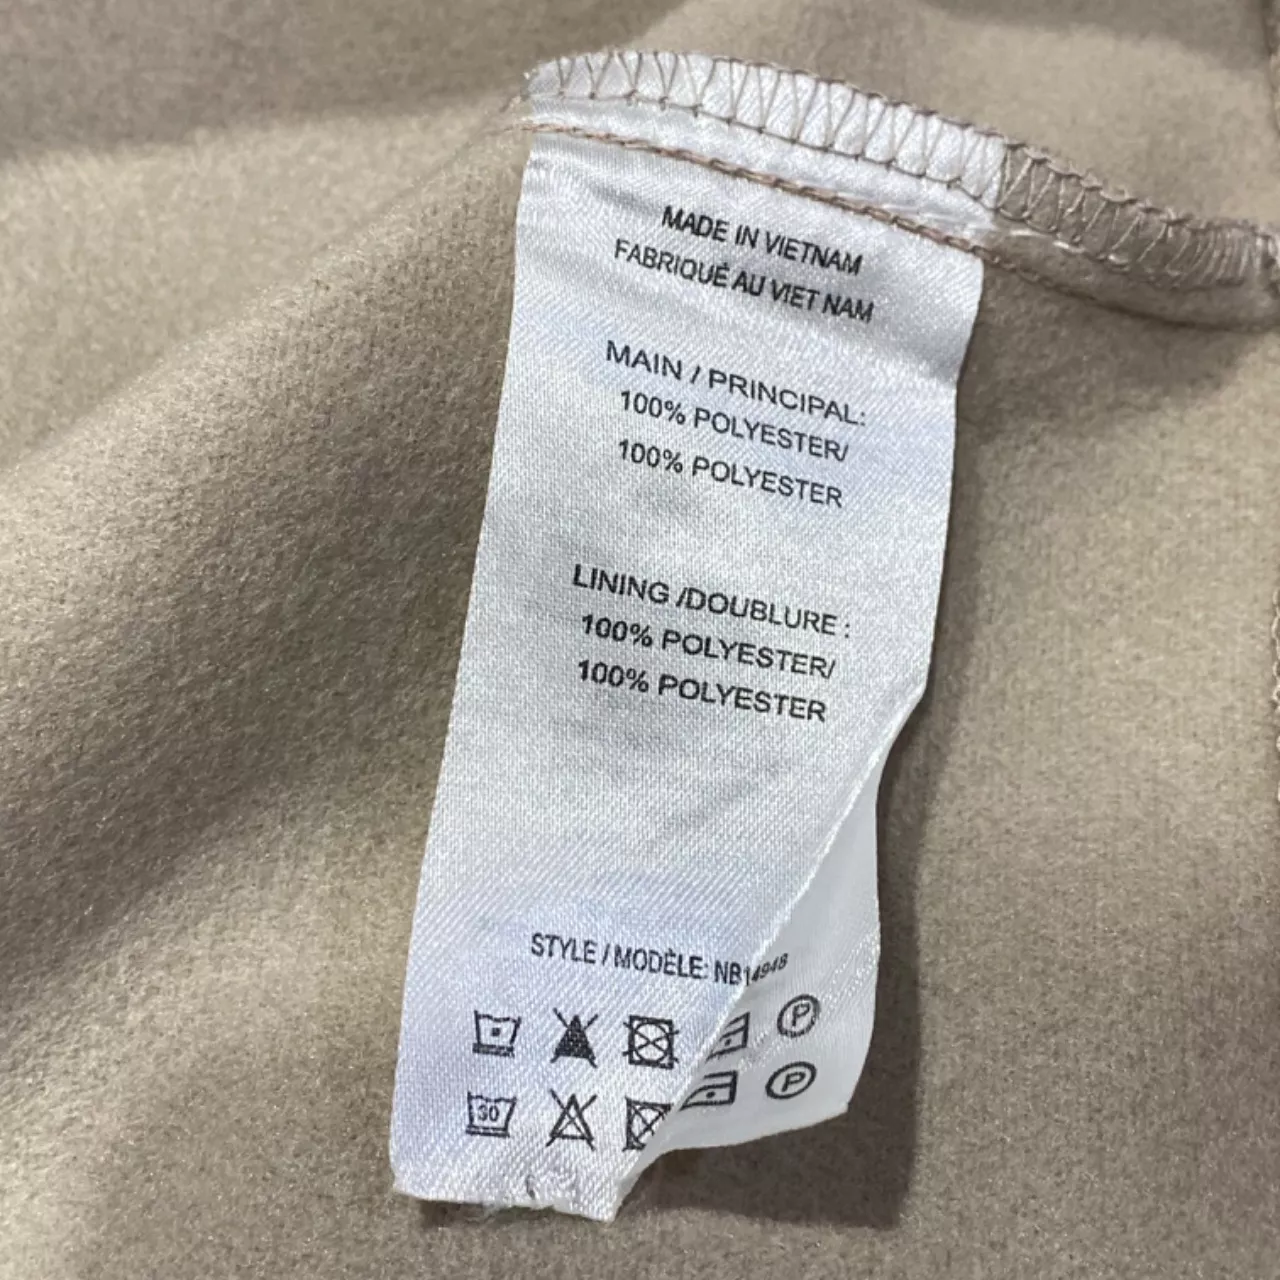 MADE IN VIETNAM
FABRIQUÉ AU VIET NAM
MAIN / PRINCIPAL:
100% POLYESTER/
100% POLYESTER
LINING /DOUBLURE :
100% POLYESTER/
100% POLYESTER
STYLE / MODÈLE: NB14948
P
30 P